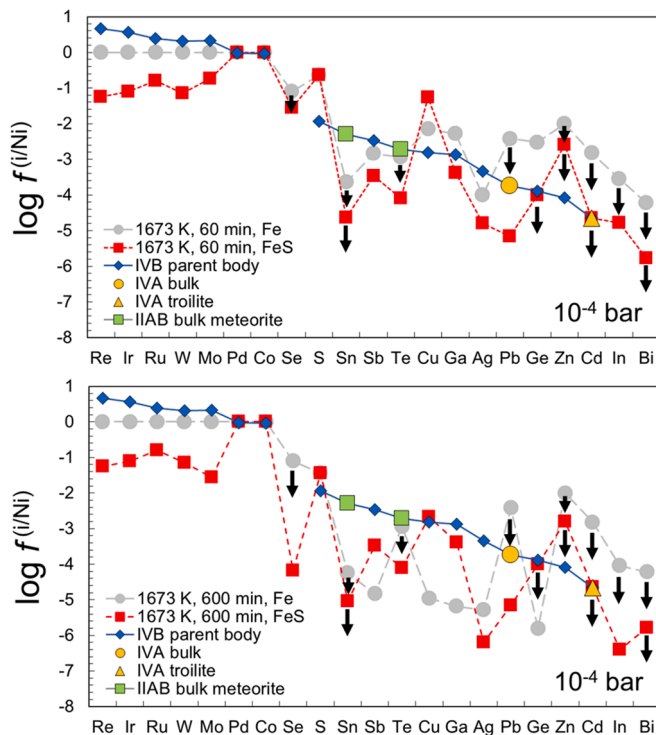 1
0
-1
-2
-3
-4
-5
-6
-7
-8
log f(i/Ni)
1673 K, 60 min, Fe
1673 K, 60 min, FeS
IVB parent body
IVA bulk
IVA troilite
IIAB bulk meteorite
10-4 bar
Re Ir Ru W Mo Pd Co Se S Sn Sb Te Cu Ga Ag Pb Ge Zn Cd In Bi
1
0
-1
-2
-3
-4
-5
-6
-7
-8
log f(i/Ni)
1673 K, 600 min, Fe
1673 K, 600 min, FeS
IVB parent body
IVA bulk
IVA troilite
IIAB bulk meteorite
10-4 bar
Re Ir Ru W Mo Pd Co Se S Sn Sb Te Cu Ga Ag Pb Ge Zn Cd In Bi